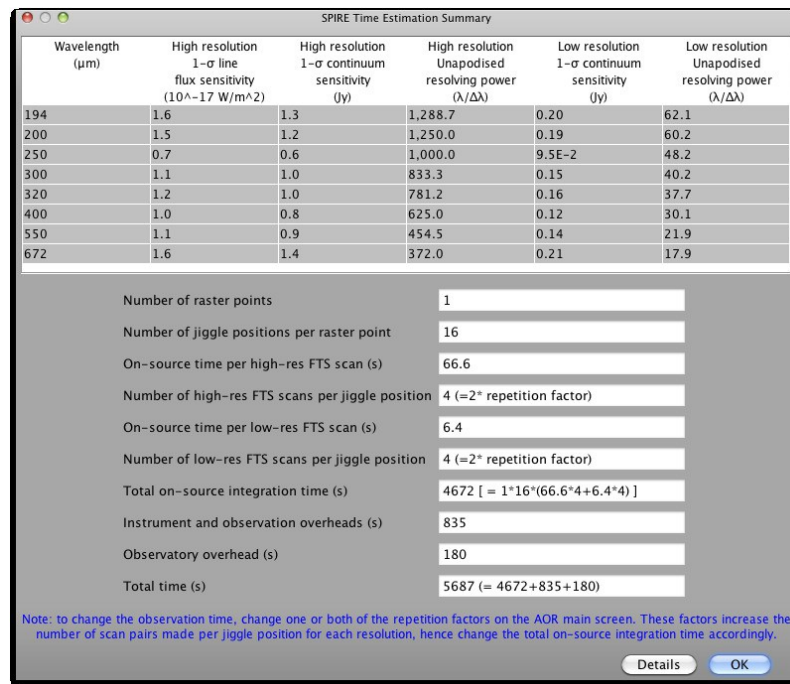 SPIRE Time Estimation Summary
Wavelength (μm) High resolution 1-σ line flux sensitivity (10^-17 W/m^2) High resolution 1-σ continuum sensitivity (Jy) High resolution Unapodised resolving power (λ/Δλ) Low resolution 1-σ continuum sensitivity (Jy) Low resolution Unapodised resolving power (λ/Δλ)
194 1.6 1.3 1,288.7 0.20 62.1
200 1.5 1.2 1,250.0 0.19 60.2
250 0.7 0.6 1,000.0 9.5E-2 48.2
300 1.1 1.0 833.3 0.15 40.2
320 1.2 1.0 781.2 0.16 37.7
400 1.0 0.8 625.0 0.12 30.1
550 1.1 0.9 454.5 0.14 21.9
672 1.6 1.4 372.0 0.21 17.9
Number of raster points 1
Number of jiggle positions per raster point 16
On-source time per high-res FTS scan (s) 66.6
Number of high-res FTS scans per jiggle position 4 (=2* repetition factor)
On-source time per low-res FTS scan (s) 6.4
Number of low-res FTS scans per jiggle position 4 (=2* repetition factor)
Total on-source integration time (s) 4672 [ = 1*16*(66.6*4+6.4*4) ]
Instrument and observation overheads (s) 835
Observatory overhead (s) 180
Total time (s) 5687 (= 4672+835+180)
Note: to change the observation time, change one or both of the repetition factors on the AOR main screen. These factors increase the
number of scan pairs made per jiggle position for each resolution, hence change the total on-source integration time accordingly.
Details OK